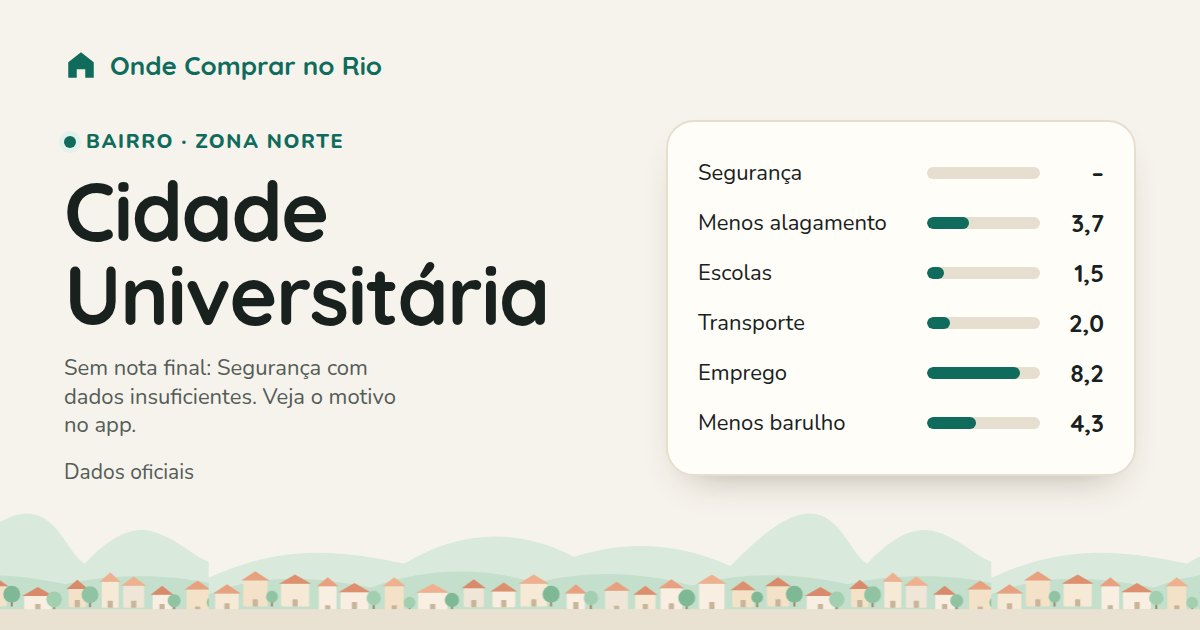 Onde Comprar no Rio
BAIRRO · ZONA NORTE
Cidade
Universitária
Sem nota final: Segurança com
dados insuficientes. Veja o motivo
no app.
Dados oficiais
Segurança –
Menos alagamento 3,7
Escolas 1,5
Transporte 2,0
Emprego 8,2
Menos barulho 4,3